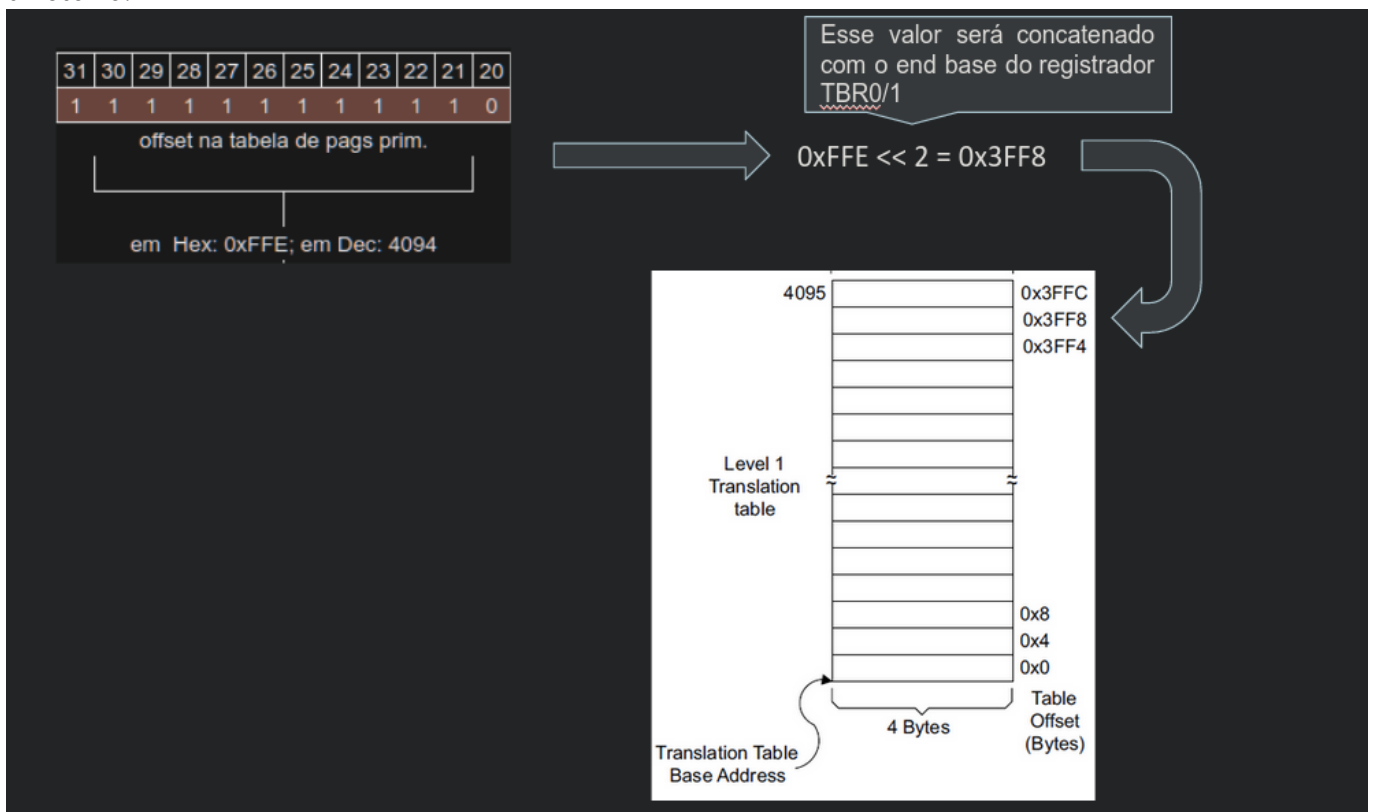 Esse valor será concatenado
com o end base do registrador
TBR0/1
31 30 29 28 27 26 25 24 23 22 21 20
1 1 1 1 1 1 1 1 1 1 1 0
offset na tabela de pags prim.
em Hex: 0xFFE; em Dec: 4094
0xFFE << 2 = 0x3FF8
4095
0x3FFC
0x3FF8
0x3FF4
Level 1
Translation
table
≈ ≈
0x8
0x4
0x0
4 Bytes
Table
Offset
(Bytes)
Translation Table
Base Address